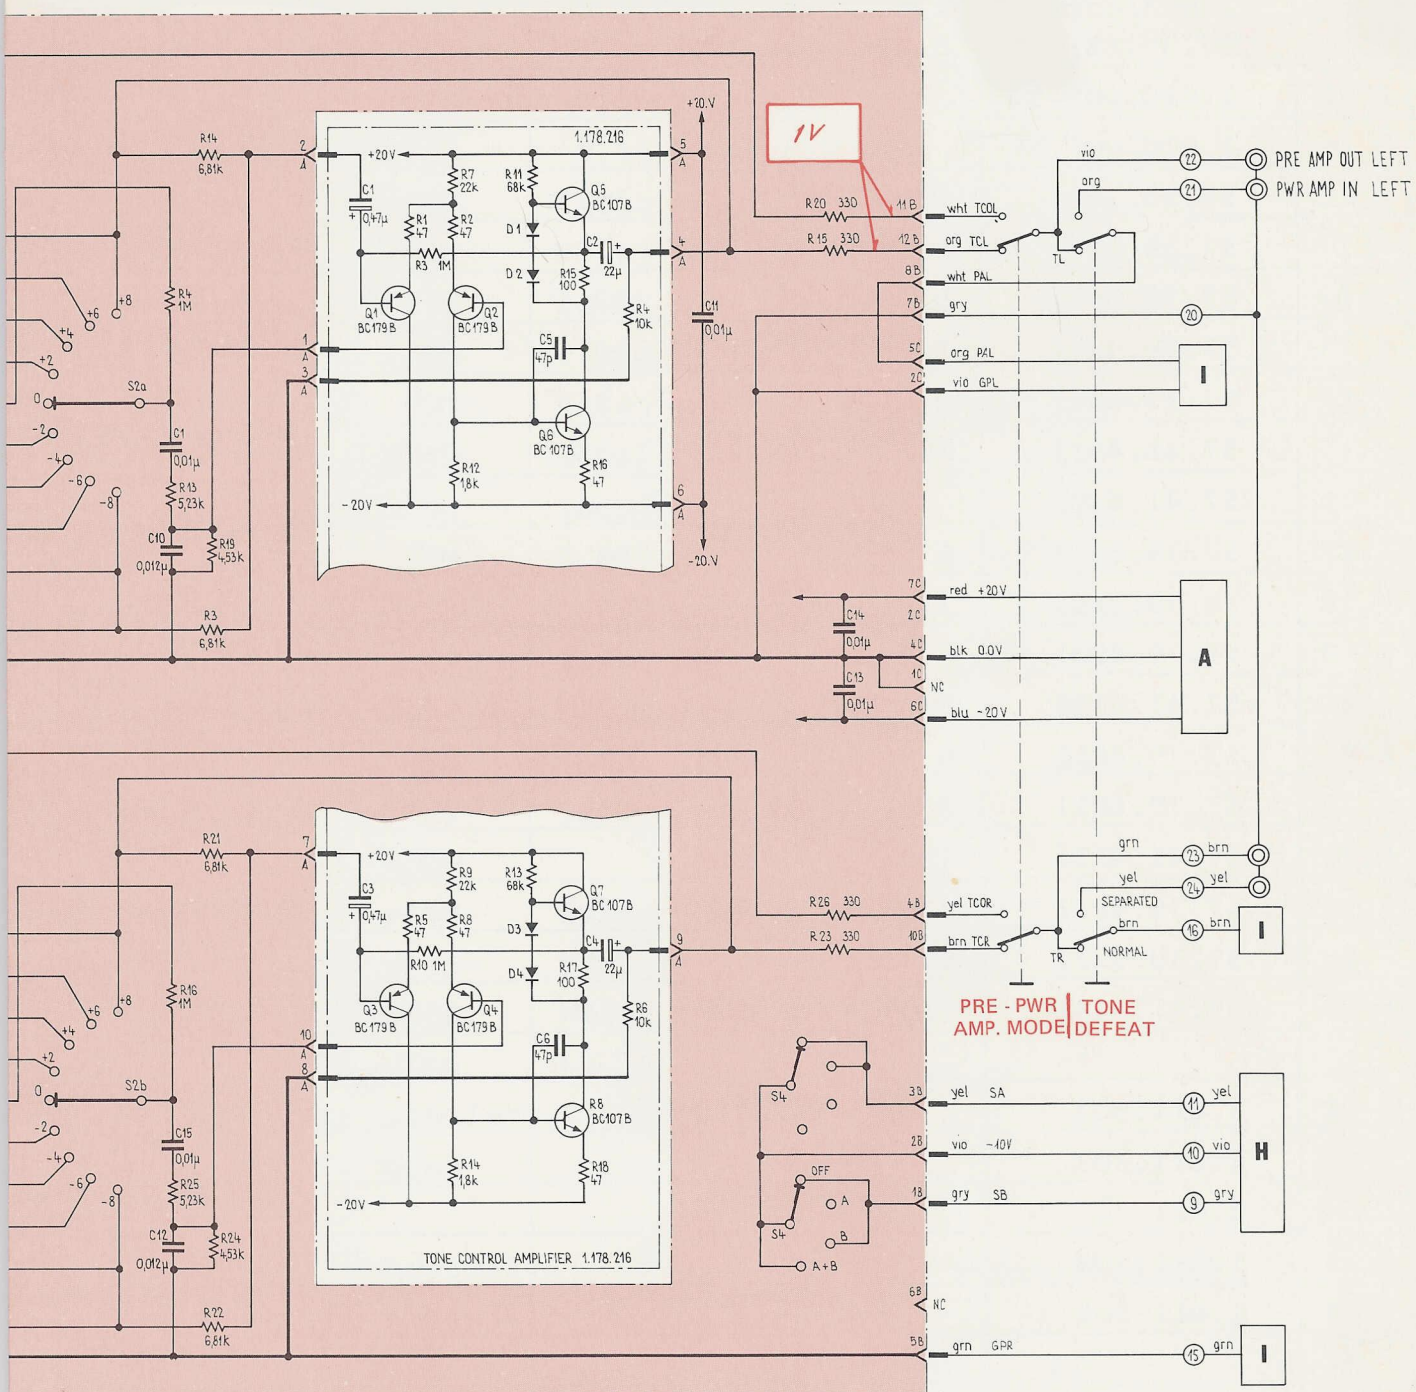 +20.V
1V
1.178.216
5
A
R14
6,81k
2
A
+20V
R7
22k
R11
68k
Q5
BC107B
C1
+ 0,47µ
R1
47
R2
47
D1
C2 +
22µ
4
A
R3 1M
D2
R15
100
R4
10k
Q1
BC179B
Q2
BC179B
C5
47p
1
A
3
A
Q6
BC107B
R12
1,8k
R16
47
-20V
6
A
-20.V
C11
0,01µ
R4
1M
+8
+6
+4
+2
0
S2a
-2
-4
-6
-8
C1
0,01µ
R13
5,23k
C10
0,012µ
R19
4,53k
R3
6,81k
R20 330
11B
wht TCOL
R15 330
12B
org TCL
8B
wht PAL
7B
gry
5C
org PAL
2C
vio GPL
vio
22
PRE AMP OUT LEFT
org
21
PWR AMP IN LEFT
TL
20
I
7C
red +20V
2C
C14
0,01µ
4C
blk 0.0V
1C
NC
C13
0,01µ
6C
blu -20V
A
R21
6,81k
7
A
+20V
R9
22k
R13
68k
Q7
BC107B
C3
+ 0,47µ
R5
47
R8
47
D3
C4 +
22µ
9
A
R10 1M
D4
R17
100
R6
10k
Q3
BC179B
Q4
BC179B
C6
47p
10
A
8
A
R8
BC107B
R14
1,8k
R18
47
-20V
TONE CONTROL AMPLIFIER 1.178.216
R16
1M
+8
+6
+4
+2
0
S2b
-2
-4
-6
-8
C15
0,01µ
R25
5,23k
C12
0,012µ
R24
4,53k
R22
6,81k
R26 330
4B
yel TCOR
R23 330
10B
brn TCR
grn
23
brn
yel
24
yel
SEPARATED
brn
16
brn
I
TR
NORMAL
PRE - PWR | TONE
AMP. MODE | DEFEAT
S4
3B
yel SA
11
yel
2B
vio -10V
10
vio
H
OFF
A
S4
B
A+B
1B
gry SB
9
gry
6B
NC
5B
grn GPR
15
grn
I